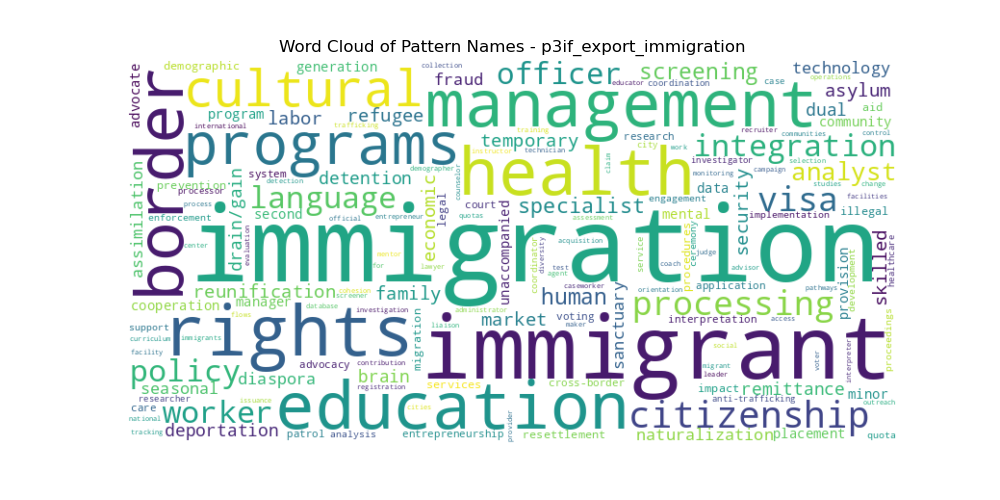 Word Cloud of Pattern Names - p3if_export_immigration
demographic
generation
collection
officer
screening
technology
advocate
border
cultural
fraud
educator
coordination
case
operations
asylum
management
program
labor
refugee
dual
aid
international
trafficking
training
recruiter
community
programs
temporary
research
city
work
communities
control
integration
instructor
technician
health
claim
investigator
selection
campaign
assimilation
prevention
system
detention
demographer
counselor
monitoring
studies
change
analyst
processor
detection
drain/gain
language
economic
legal
court
specialist
engagement
mental
data
security
visa
facilities
process
enforcement
second
official
entrepreneur
quotas
unaccompanied
assessment
implementation
illegal
immigration
center
evaluation
mentor
for
lawyer
coordinator
diversity
acquisition
service
procedures
ceremony
judge
provision
development
skilled
healthcare
test
agent
coach
advisor
orientation
application
pathways
reunification
family
caseworker
human
sanctuary
processing
cooperation
manager
database
screener
cohesion
investigation
administrator
flows
market
voting
maker
interpretation
access
support
rights
migration
liaison
immigrant
proceedings
curriculum
immigrants
facility
advocacy
contribution
social
voter
interpreter
policy
diaspora
brain
registration
services
cross-border
migrant
leader
impact
remittance
minor
seasonal
researcher
issuance
education
cities
anti-trafficking
outreach
care
national
worker
citizenship
tracking
deportation
patrol
analysis
entrepreneurship
provider
resettlement
naturalization
placement
quota